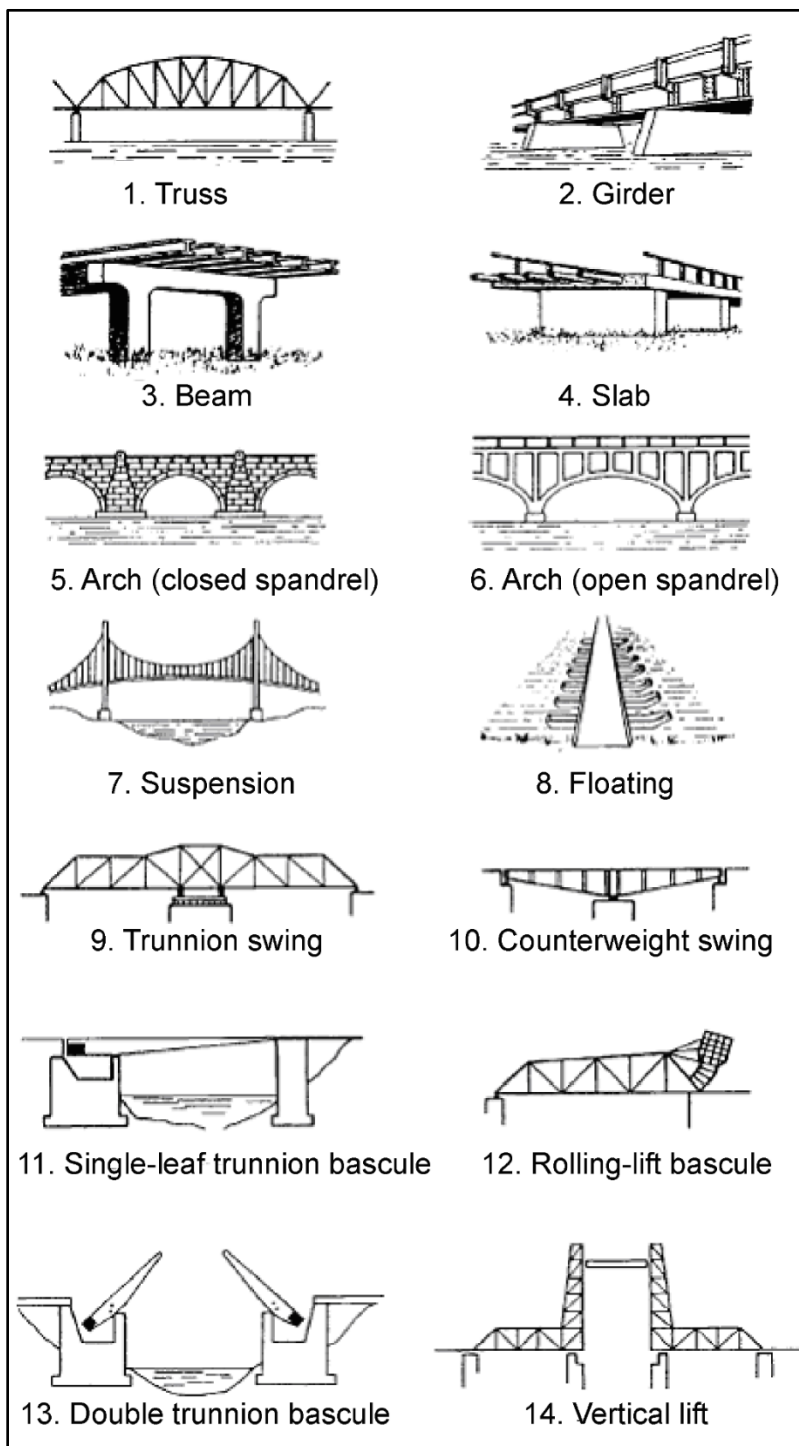 1. Truss
2. Girder
3. Beam
4. Slab
5. Arch (closed spandrel)
6. Arch (open spandrel)
7. Suspension
8. Floating
9. Trunnion swing
10. Counterweight swing
11. Single-leaf trunnion bascule
12. Rolling-lift bascule
13. Double trunnion bascule
14. Vertical lift